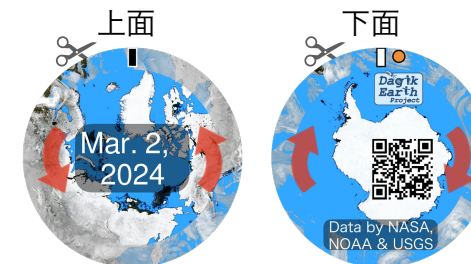 上面
下面
Mar. 2,
2024
Dagik
Earth
Project
Data by NASA,
NOAA & USGS